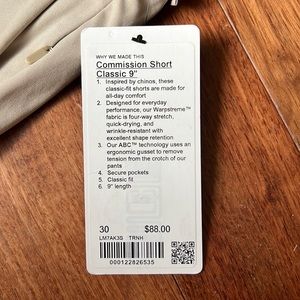 WHY WE MADE THIS
Commission Short
Classic 9"
1. Inspired by chinos, these
classic-fit shorts are made for
all-day comfort
2. Designed for everyday
performance, our Warpstreme™
fabric is four-way stretch,
quick-drying, and
wrinkle-resistant with
excellent shape retention
3. Our ABC™ technology uses an
ergonomic gusset to remove
tension from the crotch of our
pants
4. Secure pockets
5. Classic fit
6. 9" length
30 $88.00
LM7AK3S TRNH
000122826535